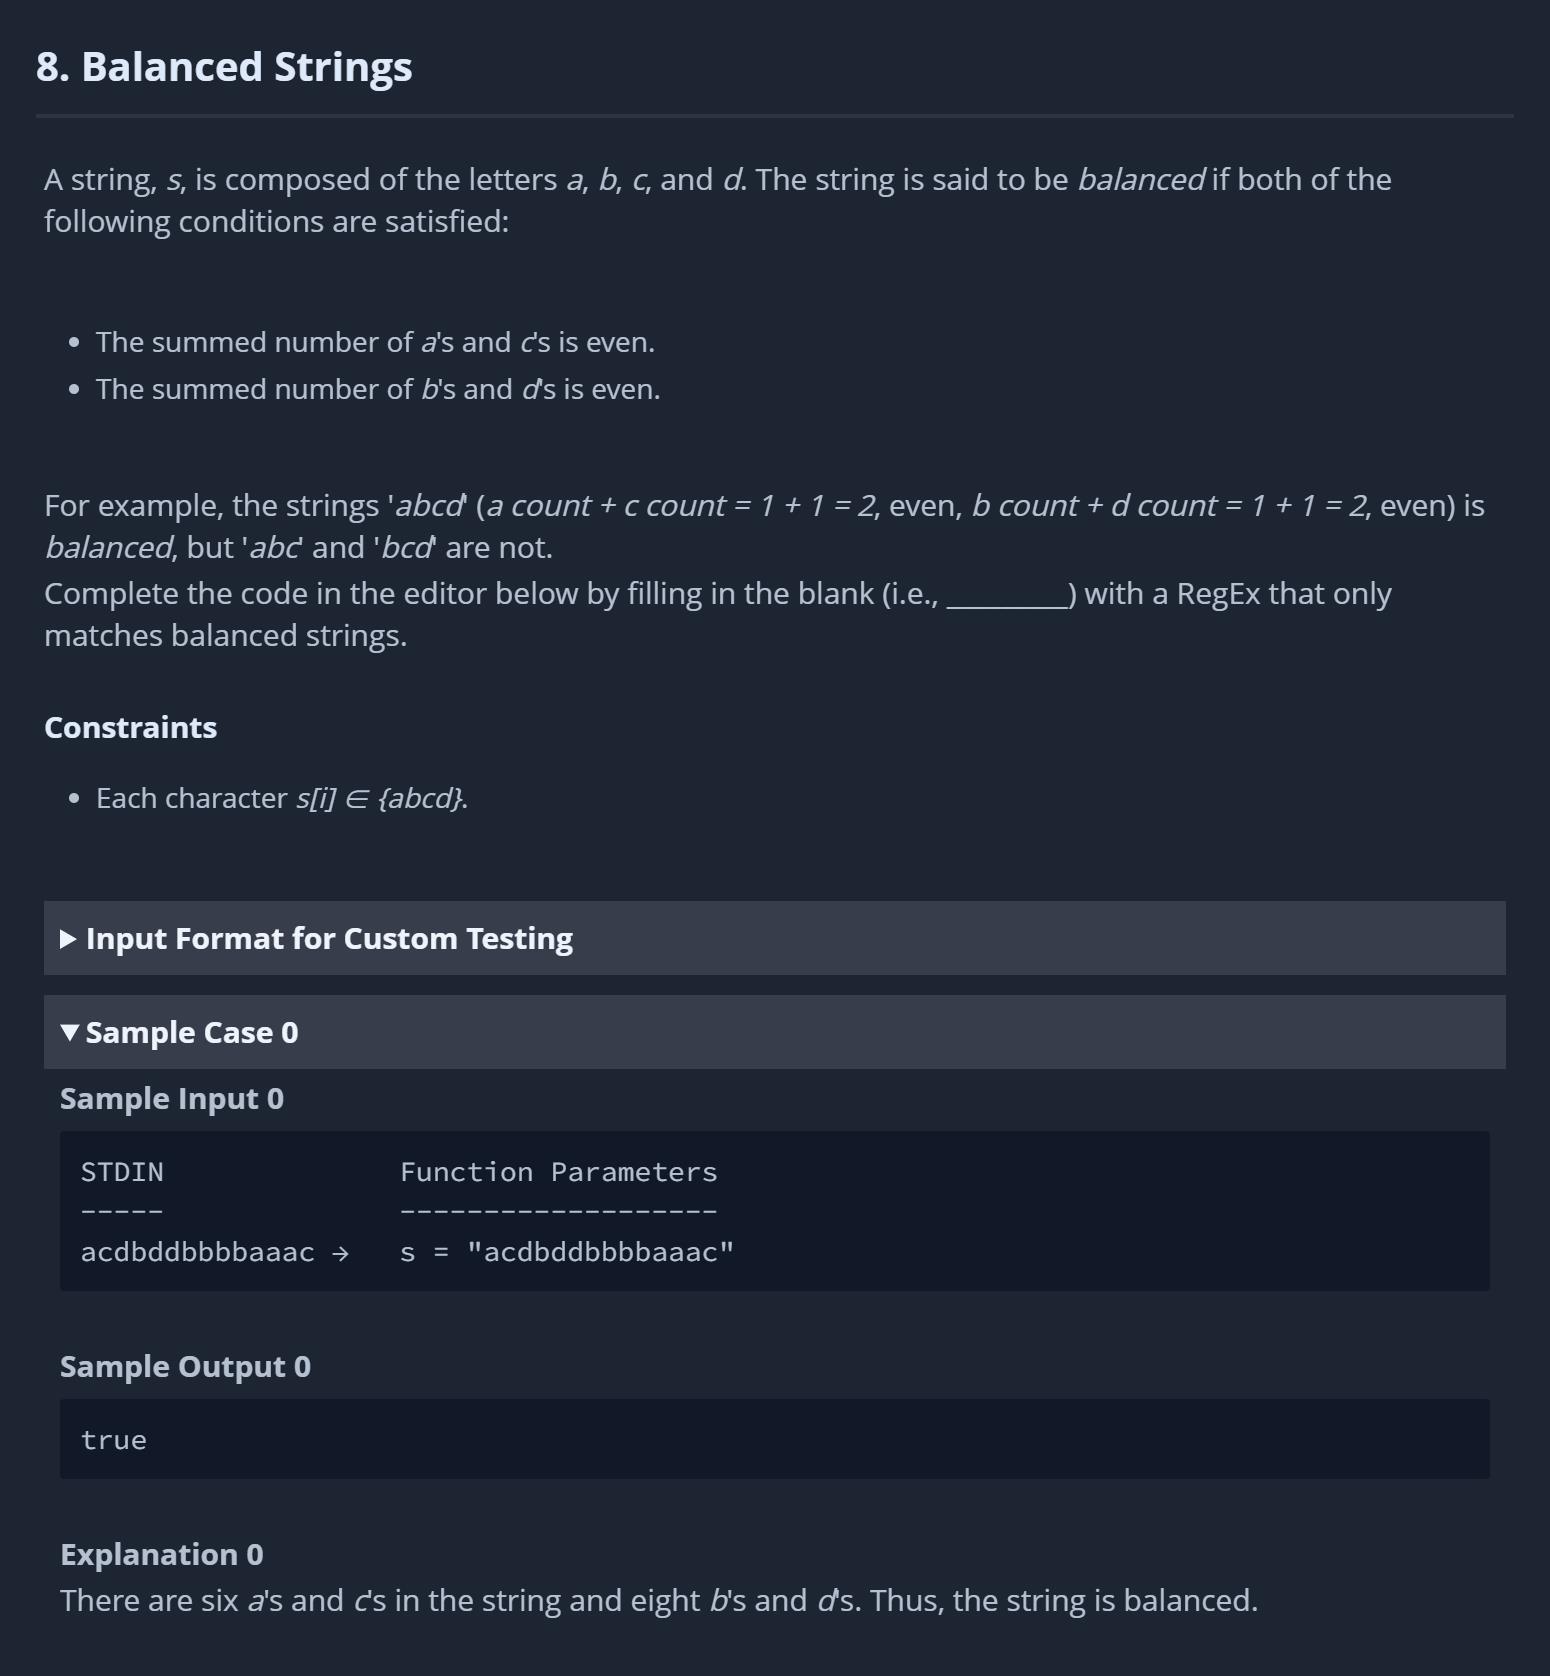 8. Balanced Strings
A string, s, is composed of the letters a, b, c, and d. The string is said to be balanced if both of the
following conditions are satisfied:
• The summed number of a's and c's is even.
• The summed number of b's and d's is even.
For example, the strings 'abcd' (a count + c count = 1 + 1 = 2, even, b count + d count = 1 + 1 = 2, even) is
balanced, but 'abc' and 'bcd' are not.
Complete the code in the editor below by filling in the blank (i.e., _________) with a RegEx that only
matches balanced strings.
Constraints
• Each character s[i] ∈ {abcd}.
▶ Input Format for Custom Testing
▼ Sample Case 0
Sample Input 0
STDIN Function Parameters
----- -------------------
acdbddbbbbaaac → s = "acdbddbbbbaaac"
Sample Output 0
true
Explanation 0
There are six a's and c's in the string and eight b's and d's. Thus, the string is balanced.